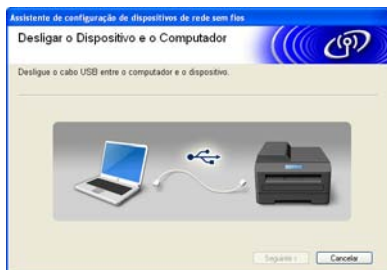 Assistente de configuração de dispositivos de rede sem fios
Desligar o Dispositivo e o Computador
Desligue o cabo USB entre o computador e o dispositivo.
Seguinte >
Cancelar